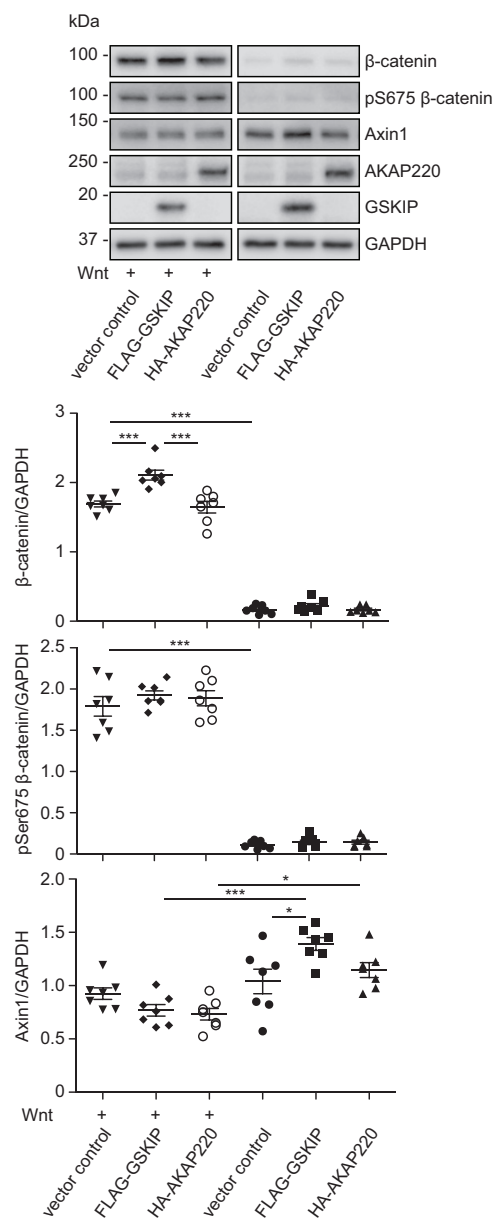 kDa
100 - β-catenin
100 - pS675 β-catenin
150 - Axin1
250 - AKAP220
20 - GSKIP
37 - GAPDH
Wnt + + +
vector control FLAG-GSKIP HA-AKAP220 vector control FLAG-GSKIP HA-AKAP220
β-catenin/GAPDH
3
***
*** ***
2
1
0
pSer675 β-catenin/GAPDH
2.5
***
2.0
1.5
1.0
0.5
0
Axin1/GAPDH
2.0
*
***
*
1.5
1.0
0.5
0
Wnt + + +
vector control FLAG-GSKIP HA-AKAP220 vector control FLAG-GSKIP HA-AKAP220